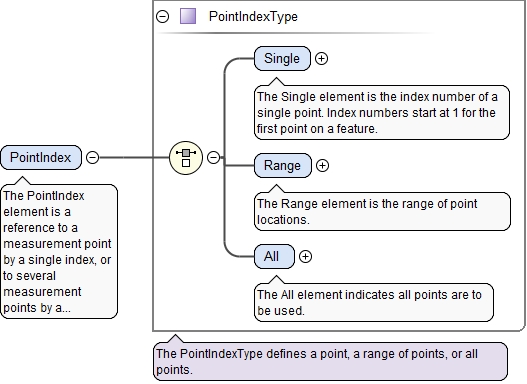 PointIndexType
Single
The Single element is the index number of a
single point. Index numbers start at 1 for the
first point on a feature.
PointIndex
The PointIndex
element is a
reference to a
measurement point
by a single index, or
to several
measurement
points by a...
Range
The Range element is the range of point
locations.
All
The All element indicates all points are to
be used.
The PointIndexType defines a point, a range of points, or all
points.